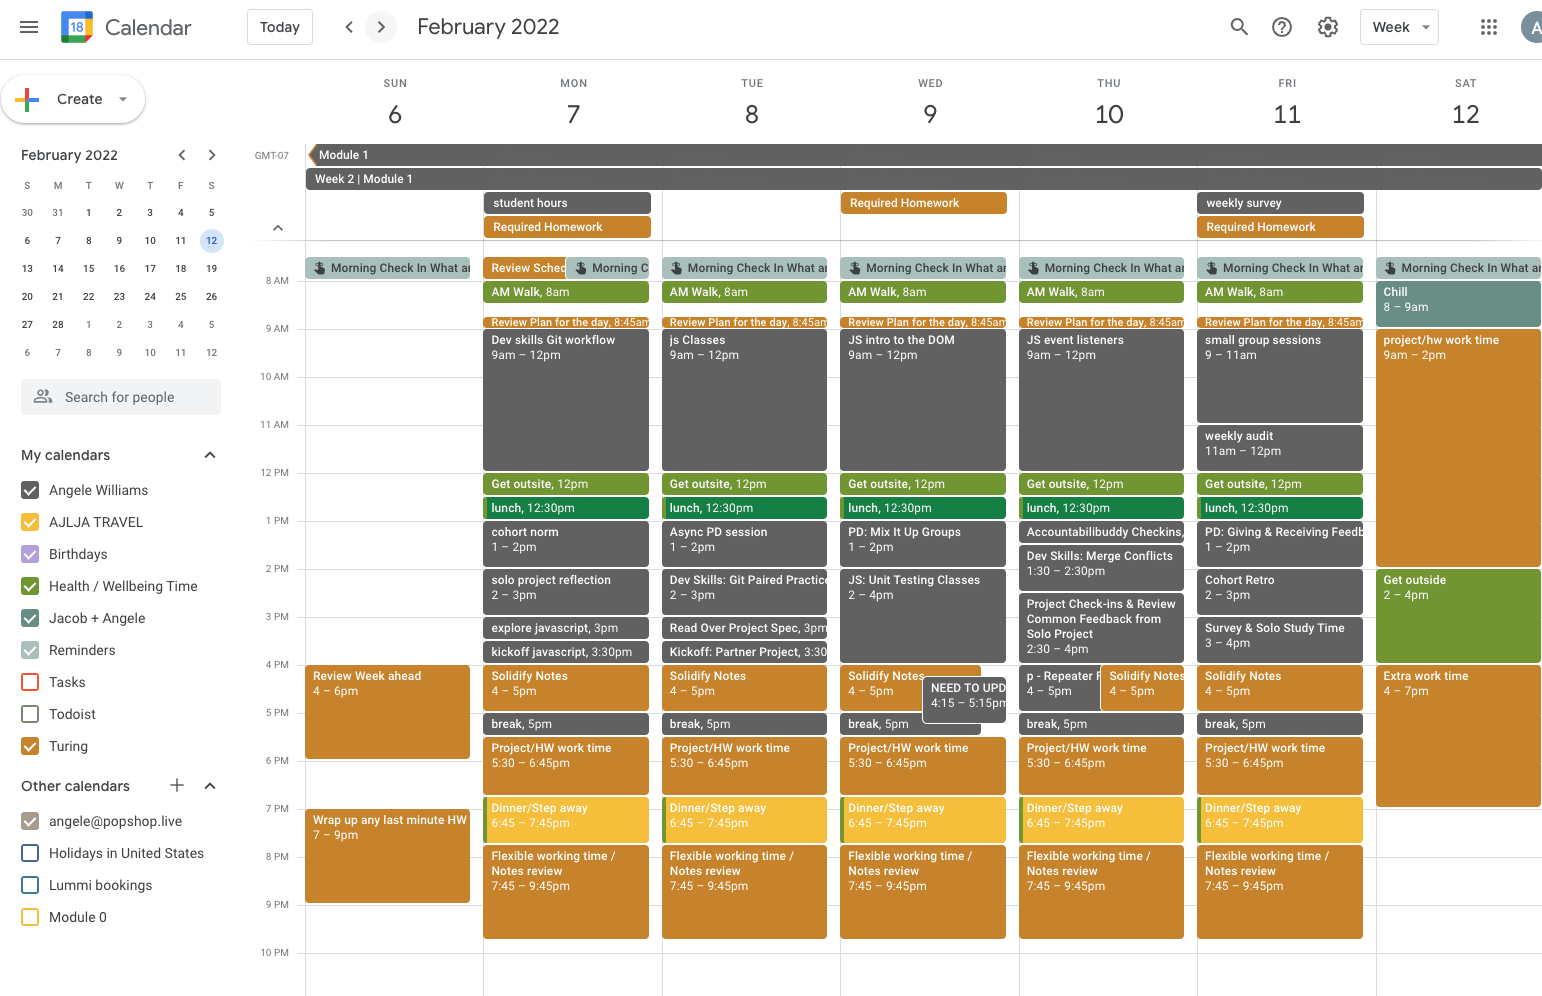 18 Calendar Today February 2022 Week A
Create
SUN MON TUE WED THU FRI SAT
6 7 8 9 10 11 12
February 2022
S M T W T F S
30 31 1 2 3 4 5
6 7 8 9 10 11 12
13 14 15 16 17 18 19
20 21 22 23 24 25 26
27 28 1 2 3 4 5
6 7 8 9 10 11 12
Search for people
My calendars
Angele Williams
AJLJA TRAVEL
Birthdays
Health / Wellbeing Time
Jacob + Angele
Reminders
Tasks
Todoist
Turing
Other calendars
angele@popshop.live
Holidays in United States
Lummi bookings
Module 0
GMT-07
Module 1
Week 2 | Module 1
student hours
Required Homework
Required Homework
weekly survey
Required Homework
8 AM
9 AM
10 AM
11 AM
12 PM
1 PM
2 PM
3 PM
4 PM
5 PM
6 PM
7 PM
8 PM
9 PM
10 PM
Morning Check In What ar
Review Week ahead
4 – 6pm
Wrap up any last minute HW
7 – 9pm
Review Sched
Morning C
AM Walk, 8am
Review Plan for the day, 8:45am
Dev skills Git workflow
9am – 12pm
Get outsite, 12pm
lunch, 12:30pm
cohort norm
1 – 2pm
solo project reflection
2 – 3pm
explore javascript, 3pm
kickoff javascript, 3:30pm
Solidify Notes
4 – 5pm
break, 5pm
Project/HW work time
5:30 – 6:45pm
Dinner/Step away
6:45 – 7:45pm
Flexible working time /
Notes review
7:45 – 9:45pm
Morning Check In What ar
AM Walk, 8am
Review Plan for the day, 8:45am
js Classes
9am – 12pm
Get outsite, 12pm
lunch, 12:30pm
Async PD session
1 – 2pm
Dev Skills: Git Paired Practice
2 – 3pm
Read Over Project Spec, 3pm
Kickoff: Partner Project, 3:30
Solidify Notes
4 – 5pm
break, 5pm
Project/HW work time
5:30 – 6:45pm
Dinner/Step away
6:45 – 7:45pm
Flexible working time /
Notes review
7:45 – 9:45pm
Morning Check In What ar
AM Walk, 8am
Review Plan for the day, 8:45am
JS intro to the DOM
9am – 12pm
Get outsite, 12pm
lunch, 12:30pm
PD: Mix It Up Groups
1 – 2pm
JS: Unit Testing Classes
2 – 4pm
Solidify Notes
4 – 5pm
NEED TO UPD
4:15 – 5:15pm
break, 5pm
Project/HW work time
5:30 – 6:45pm
Dinner/Step away
6:45 – 7:45pm
Flexible working time /
Notes review
7:45 – 9:45pm
Morning Check In What ar
AM Walk, 8am
Review Plan for the day, 8:45am
JS event listeners
9am – 12pm
Get outsite, 12pm
lunch, 12:30pm
Accountabilibuddy Checkins,
Dev Skills: Merge Conflicts
1:30 – 2:30pm
Project Check-ins & Review
Common Feedback from
Solo Project
2:30 – 4pm
p - Repeater F
4 – 5pm
Solidify Notes
4 – 5pm
break, 5pm
Project/HW work time
5:30 – 6:45pm
Dinner/Step away
6:45 – 7:45pm
Flexible working time /
Notes review
7:45 – 9:45pm
Morning Check In What ar
AM Walk, 8am
Review Plan for the day, 8:45am
small group sessions
9 – 11am
weekly audit
11am – 12pm
Get outsite, 12pm
lunch, 12:30pm
PD: Giving & Receiving Feedb
1 – 2pm
Cohort Retro
2 – 3pm
Survey & Solo Study Time
3 – 4pm
Solidify Notes
4 – 5pm
break, 5pm
Project/HW work time
5:30 – 6:45pm
Dinner/Step away
6:45 – 7:45pm
Flexible working time /
Notes review
7:45 – 9:45pm
Morning Check In What ar
Chill
8 – 9am
project/hw work time
9am – 2pm
Get outside
2 – 4pm
Extra work time
4 – 7pm